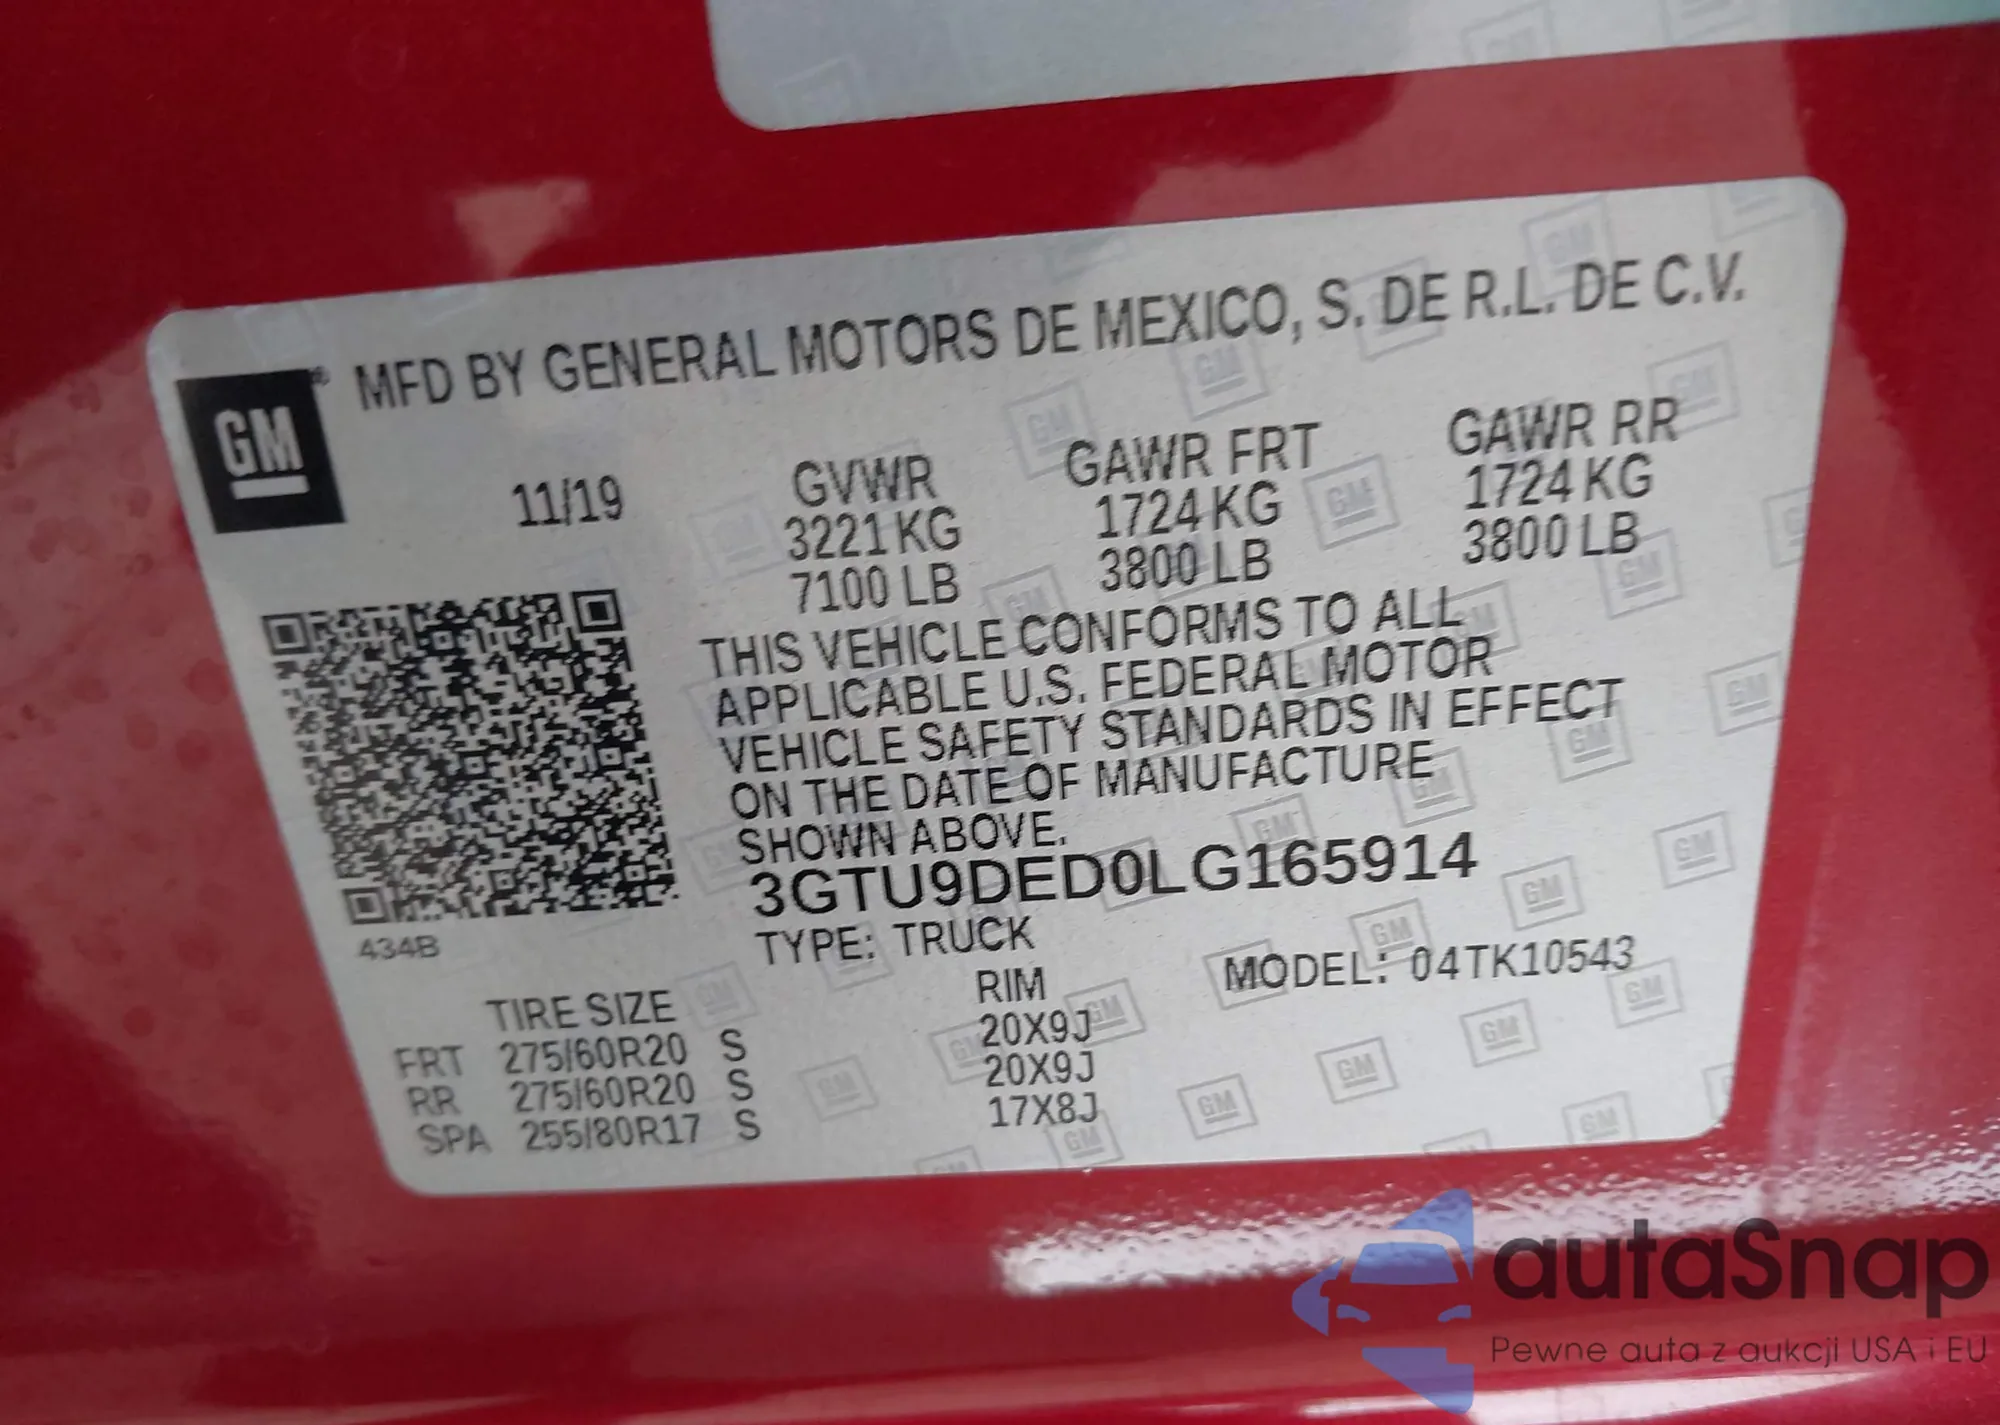 GM
® MFD BY GENERAL MOTORS DE MEXICO, S. DE R.L. DE C.V.
11/19
GVWR GAWR FRT GAWR RR
3221 KG 1724 KG 1724 KG
7100 LB 3800 LB 3800 LB
THIS VEHICLE CONFORMS TO ALL
APPLICABLE U.S. FEDERAL MOTOR
VEHICLE SAFETY STANDARDS IN EFFECT
ON THE DATE OF MANUFACTURE
SHOWN ABOVE.
3GTU9DED0LG165914
434B
TYPE: TRUCK MODEL: 04TK10543
TIRE SIZE RIM
FRT 275/60R20 S 20X9J
RR 275/60R20 S 20X9J
SPA 255/80R17 S 17X8J
autaSnap
Pewne auta z aukcji USA i EU